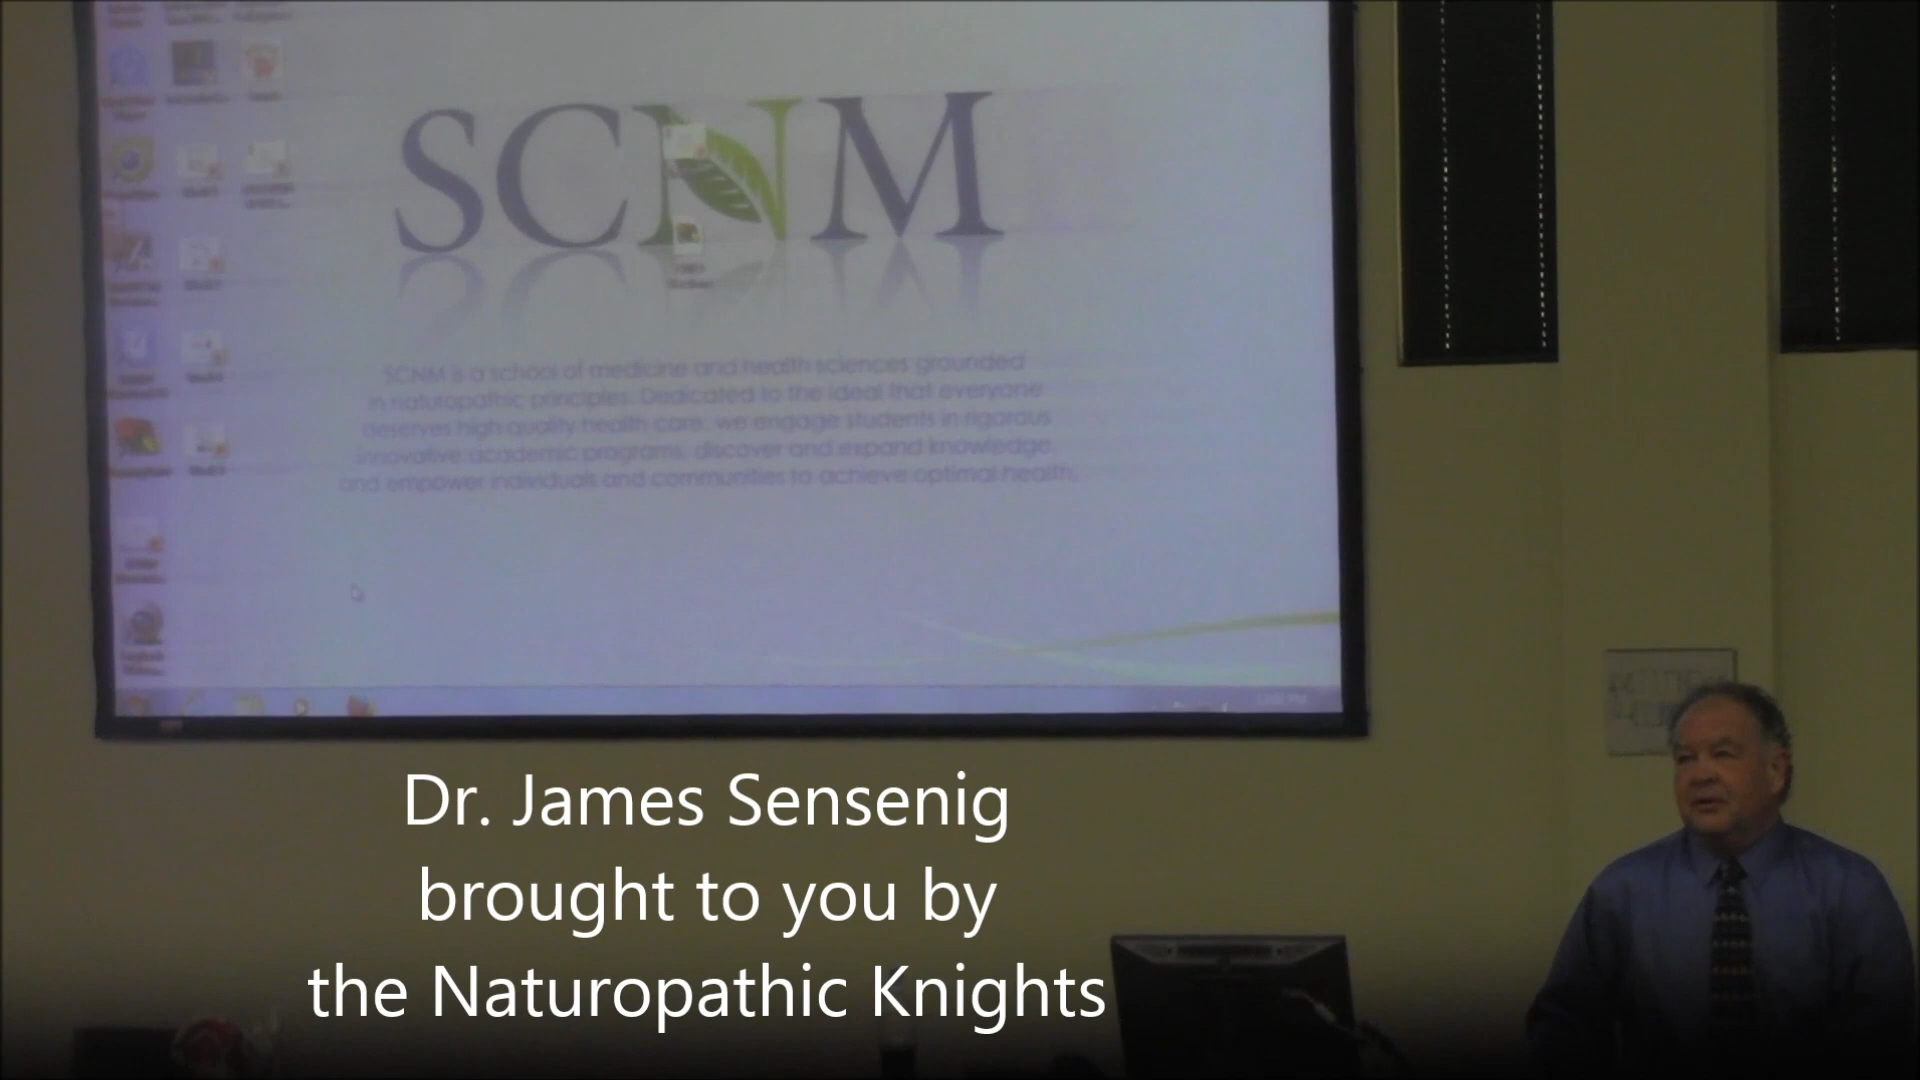 SCNM
SCNM is a school of medicine and health sciences grounded
in naturopathic principles. Dedicated to the ideal that everyone
deserves high quality health care, we engage students in rigorous
innovative academic programs, discover and expand knowledge,
and empower individuals and communities to achieve optimal health.
Dr. James Sensenig
brought to you by
the Naturopathic Knights